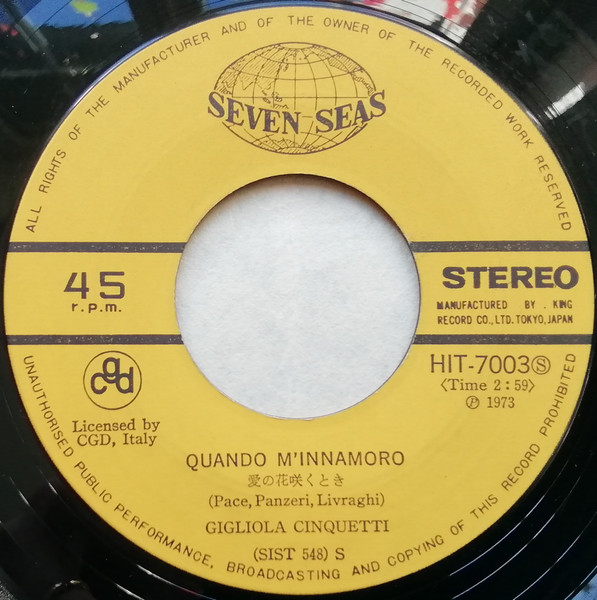 ALL RIGHTS OF THE MANUFACTURER AND OF THE OWNER OF THE RECORDED WORK RESERVED
SEVEN SEAS
45
r.p.m.
STEREO
MANUFACTURED BY . KING
RECORD CO., LTD. TOKYO, JAPAN
HIT-7003Ⓢ
〈Time 2 : 59〉
Ⓟ 1973
cgd
Licensed by
CGD, Italy
QUANDO M'INNAMORO
愛の花咲くとき
(Pace, Panzeri, Livraghi)
GIGLIOLA CINQUETTI
(SIST 548) S
UNAUTHORISED PUBLIC PERFORMANCE, BROADCASTING AND COPYING OF THIS RECORD PROHIBITED